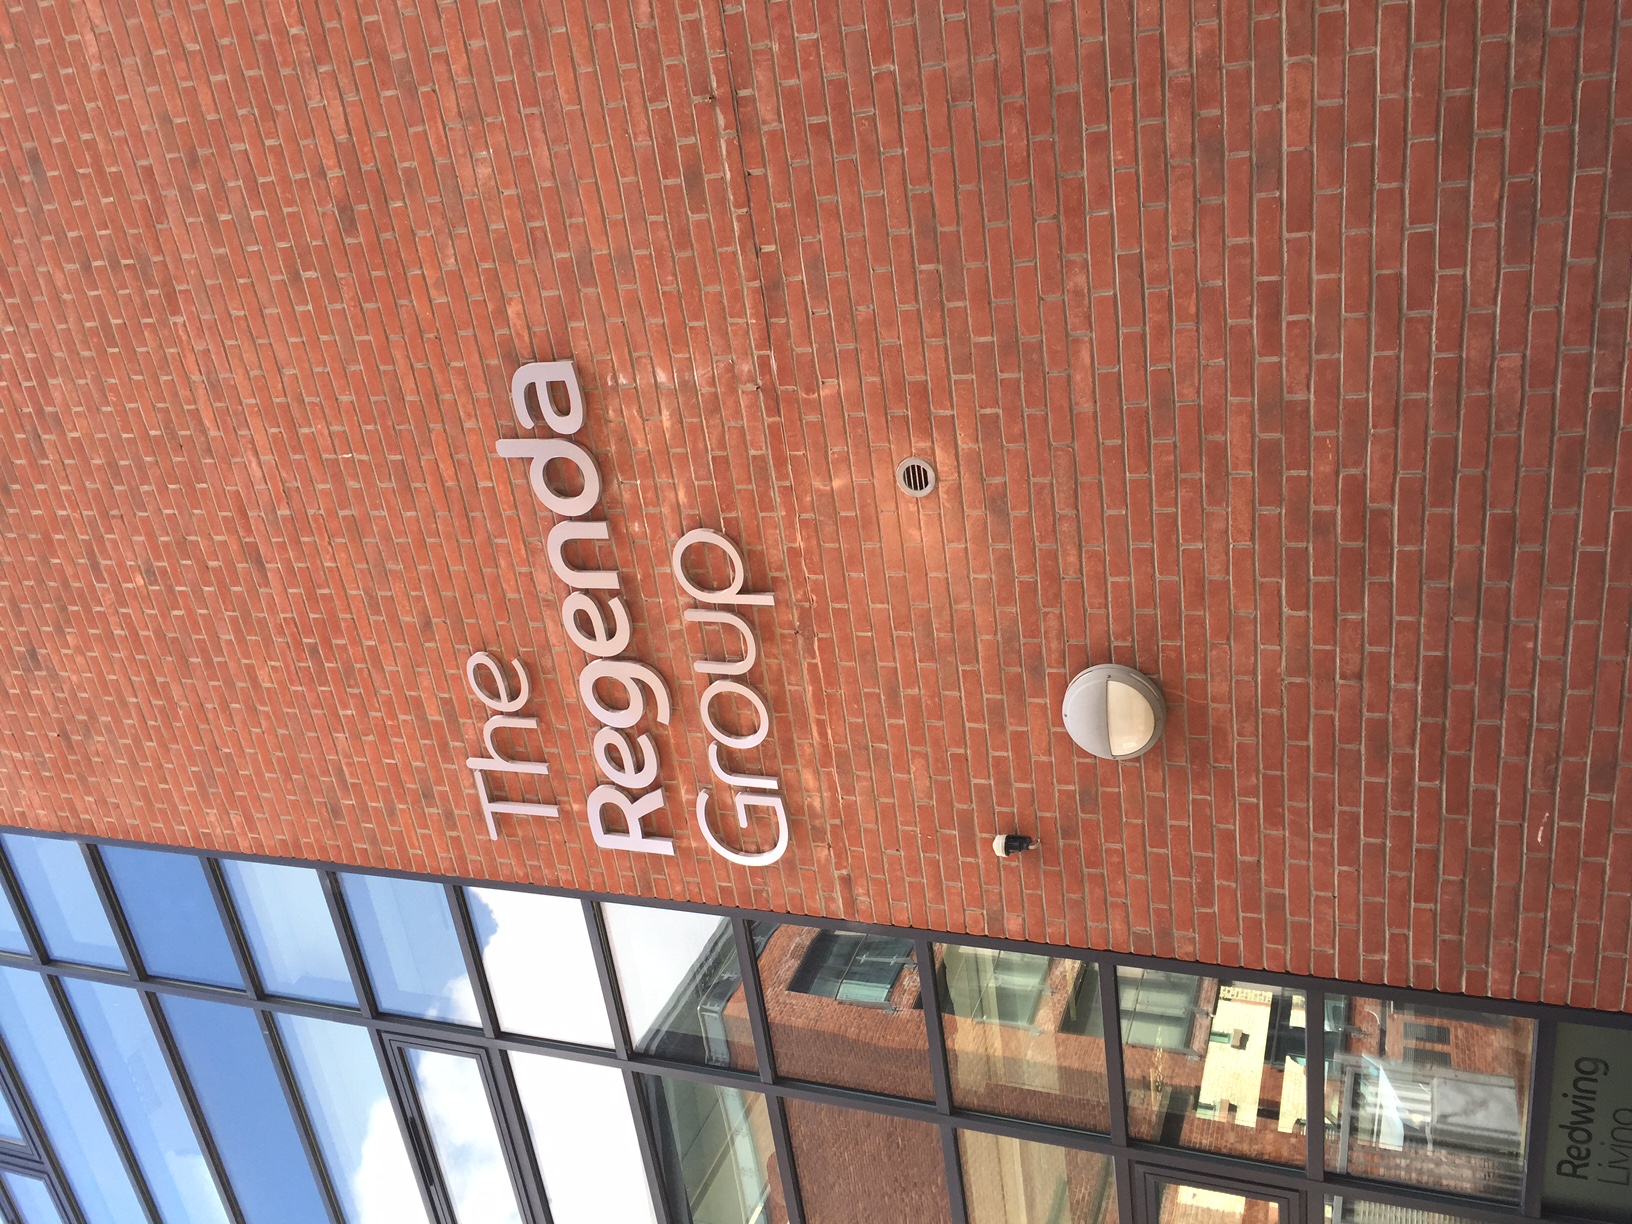 The
Regenda
Group
Redwing
Living